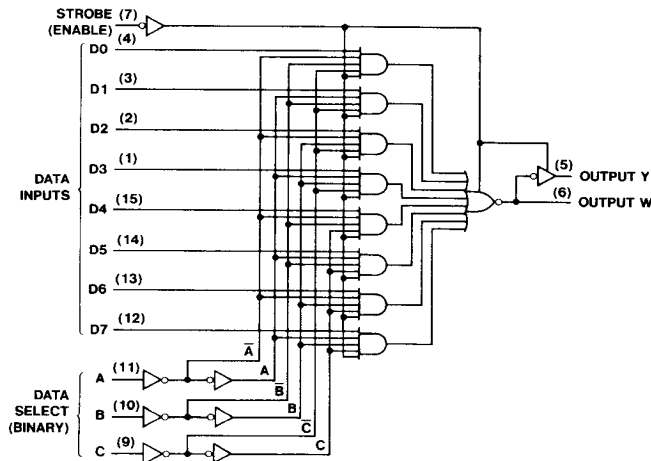 STROBE (7)
(ENABLE)
(4)
D0
(3)
D1
(2)
D2
(1)
D3
(15)
D4
(14)
D5
(13)
D6
(12)
D7
DATA
INPUTS
(5)
OUTPUT Y
(6)
OUTPUT W
A̅
A (11)
A
B̅
B (10)
B
C̅
C (9)
C
DATA
SELECT
(BINARY)